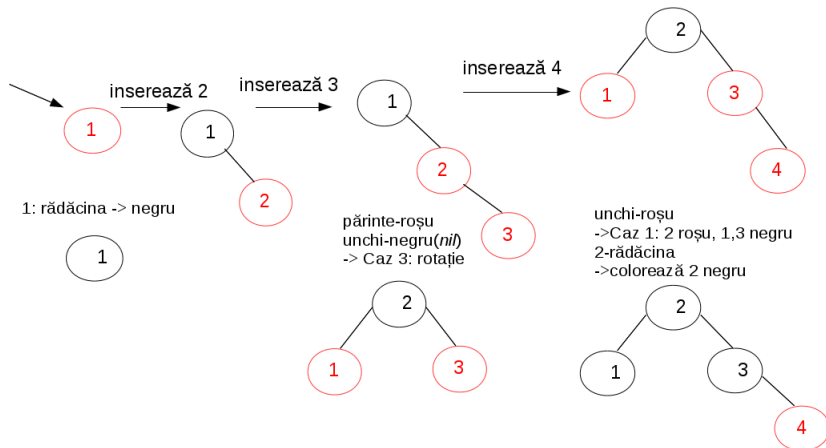 1
1: rădăcina -> negru
1
inserează 2
1
2
inserează 3
1
2
3
părinte-roșu
unchi-negru(nil)
-> Caz 3: rotație
2
1
3
inserează 4
2
1
3
4
unchi-roșu
->Caz 1: 2 roșu, 1,3 negru
2-rădăcina
->colorează 2 negru
2
1
3
4